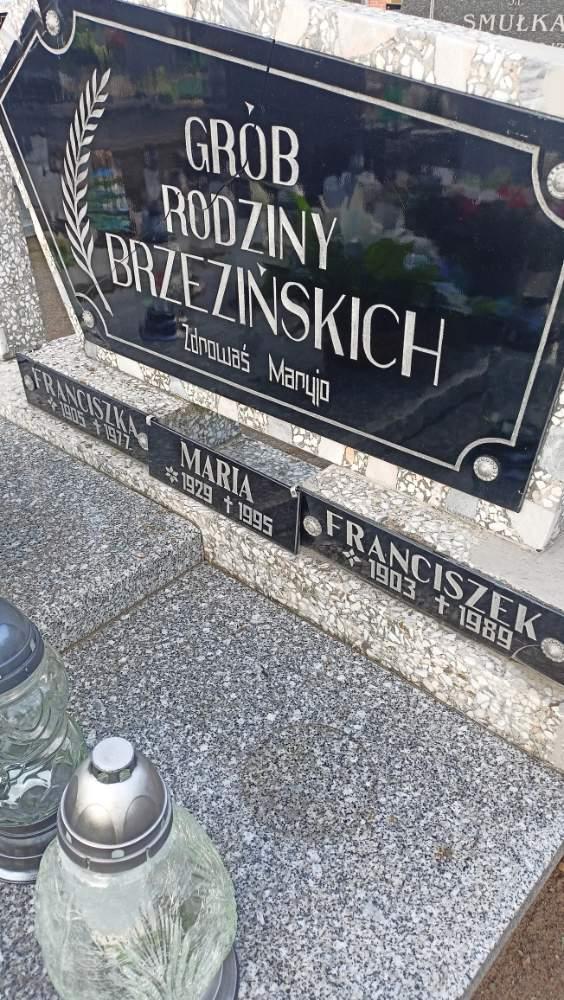 SMUŁKA
GRÓB
RODZINY
BRZEZIŃSKICH
Zdrowaś Maryjo
FRANCISZKA
* 1905 † 1977
MARIA
* 1929 † 1995
FRANCISZEK
* 1903 † 1989